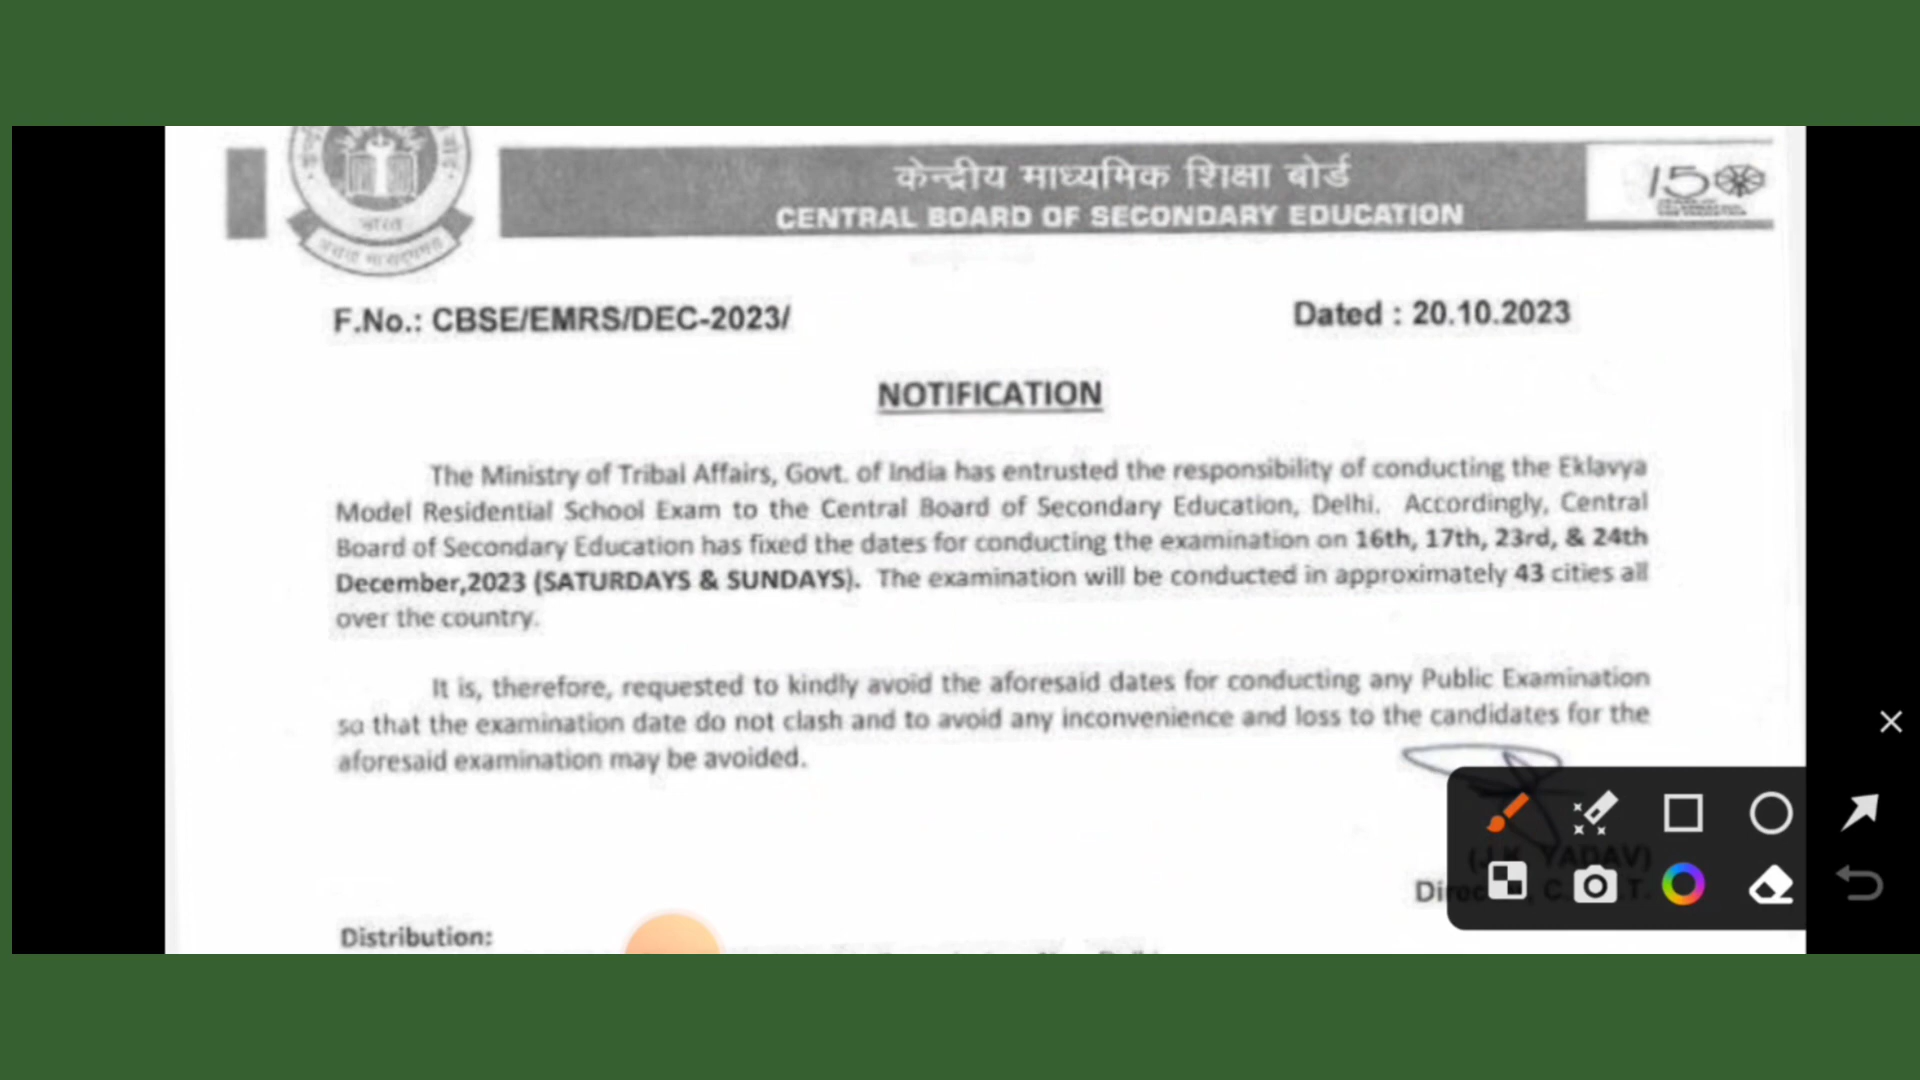 भारत
केन्द्रीय माध्यमिक शिक्षा बोर्ड
CENTRAL BOARD OF SECONDARY EDUCATION
150
F.No.: CBSE/EMRS/DEC-2023/
Dated : 20.10.2023
NOTIFICATION
The Ministry of Tribal Affairs, Govt. of India has entrusted the responsibility of conducting the Eklavya
Model Residential School Exam to the Central Board of Secondary Education, Delhi. Accordingly, Central
Board of Secondary Education has fixed the dates for conducting the examination on 16th, 17th, 23rd, & 24th
December,2023 (SATURDAYS & SUNDAYS). The examination will be conducted in approximately 43 cities all
over the country.
It is, therefore, requested to kindly avoid the aforesaid dates for conducting any Public Examination
so that the examination date do not clash and to avoid any inconvenience and loss to the candidates for the
aforesaid examination may be avoided.
(J.K. YADAV)
Distribution: